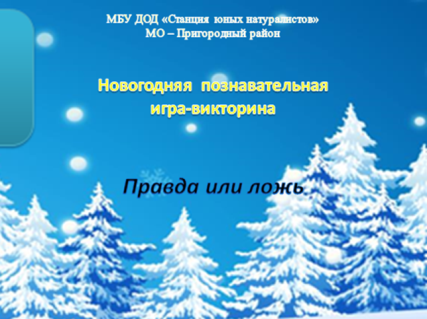 МБУ ДОД «Станция юных натуралистов»
МО – Пригородный район
Новогодняя познавательная
игра-викторина
Правда или ложь